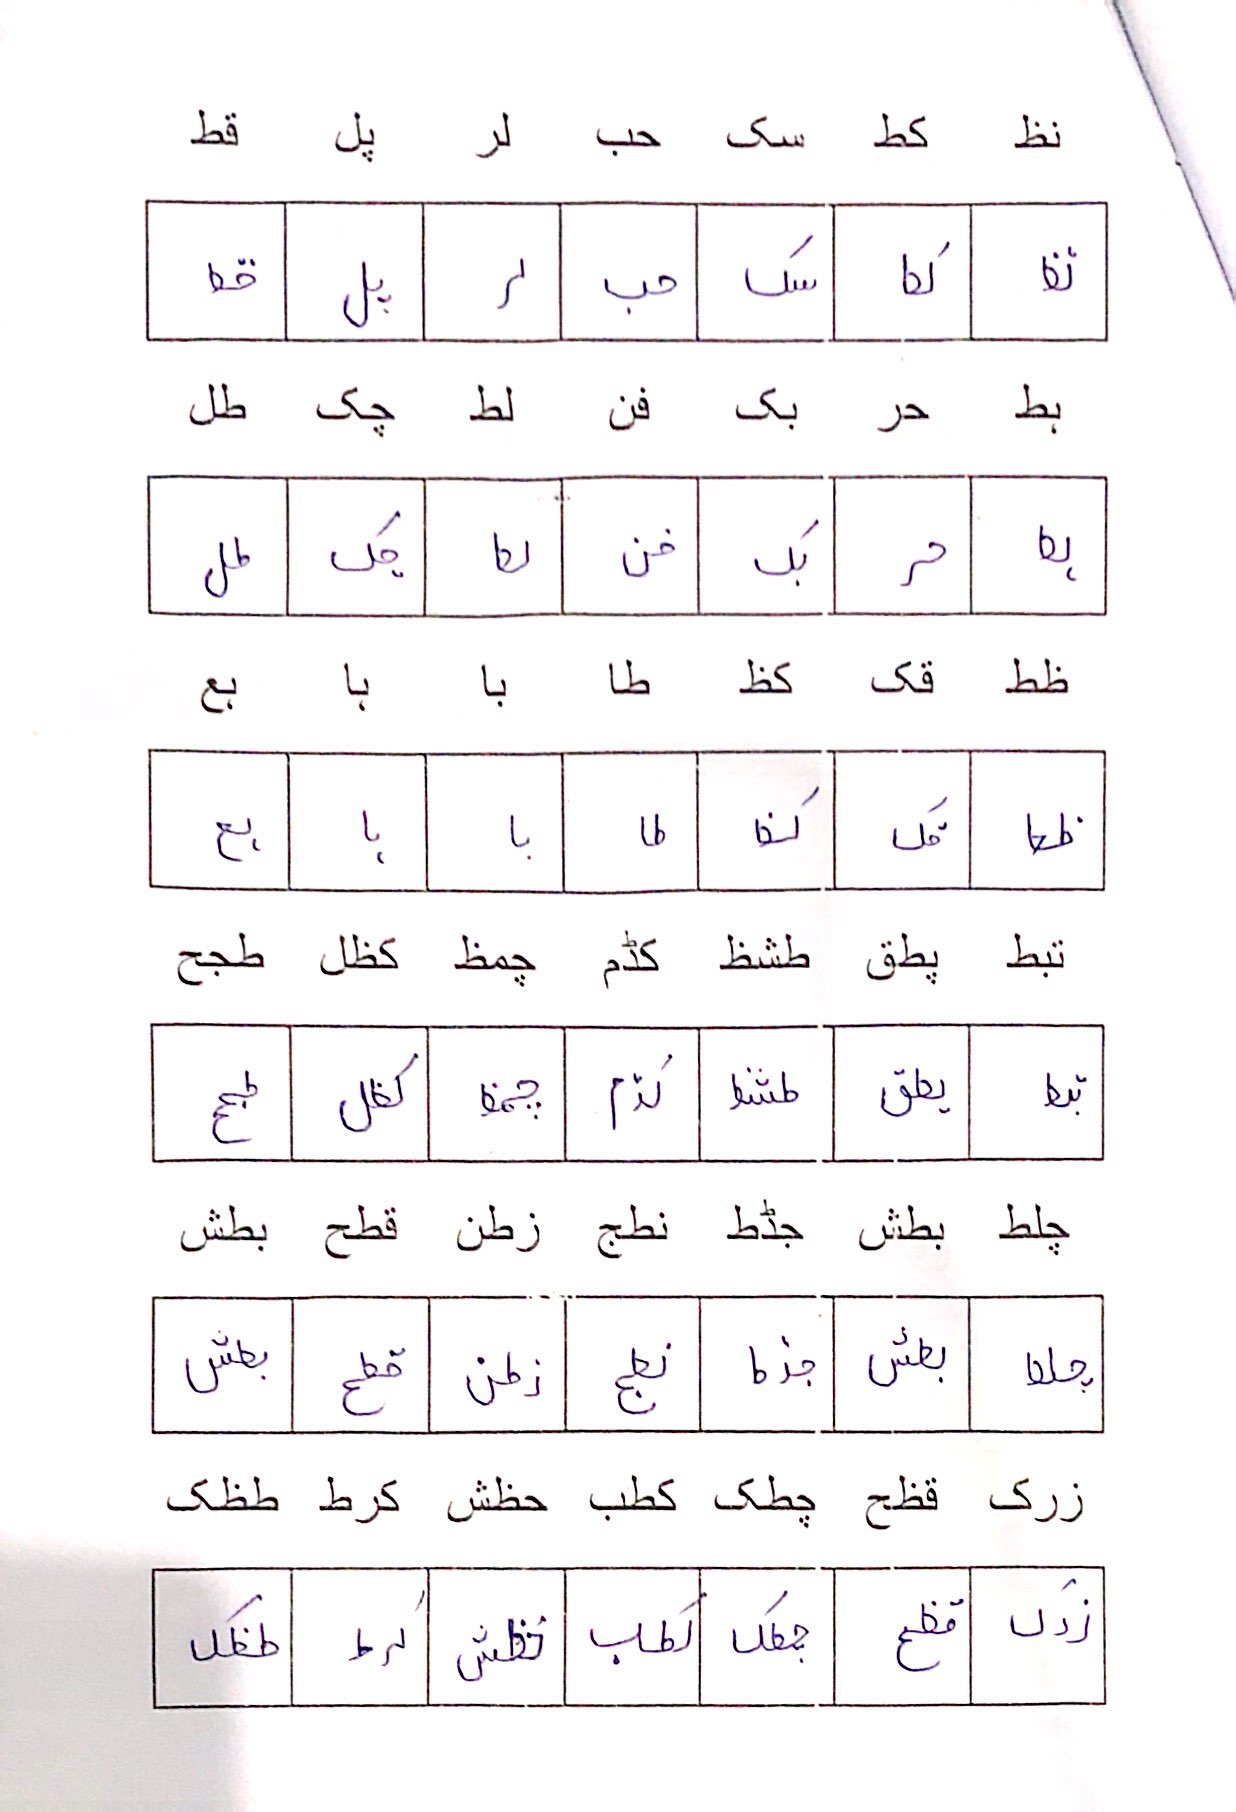 نظ کط سک حب لر پل قط
نظ کط سک حب لر پل قط
ہط حر بک فن لط چک طل
ہط حر بک فن لط چک طل
ظط قک کظ طا با ہا ہع
ظط قک کظ طا با ہا ہع
تبط پطق طشظ کڈم چمظ کظل طجح
تبط پطق طشظ کڈم چمظ کظل طجح
چلط بطش جڈط نطج زطن قطح بطش
چلط بطش جڈط نطج زطن قطح بطش
زرک قظح چطک کطب حظش کرط طظک
زرک قظح چطک کطب حظش کرط طظک